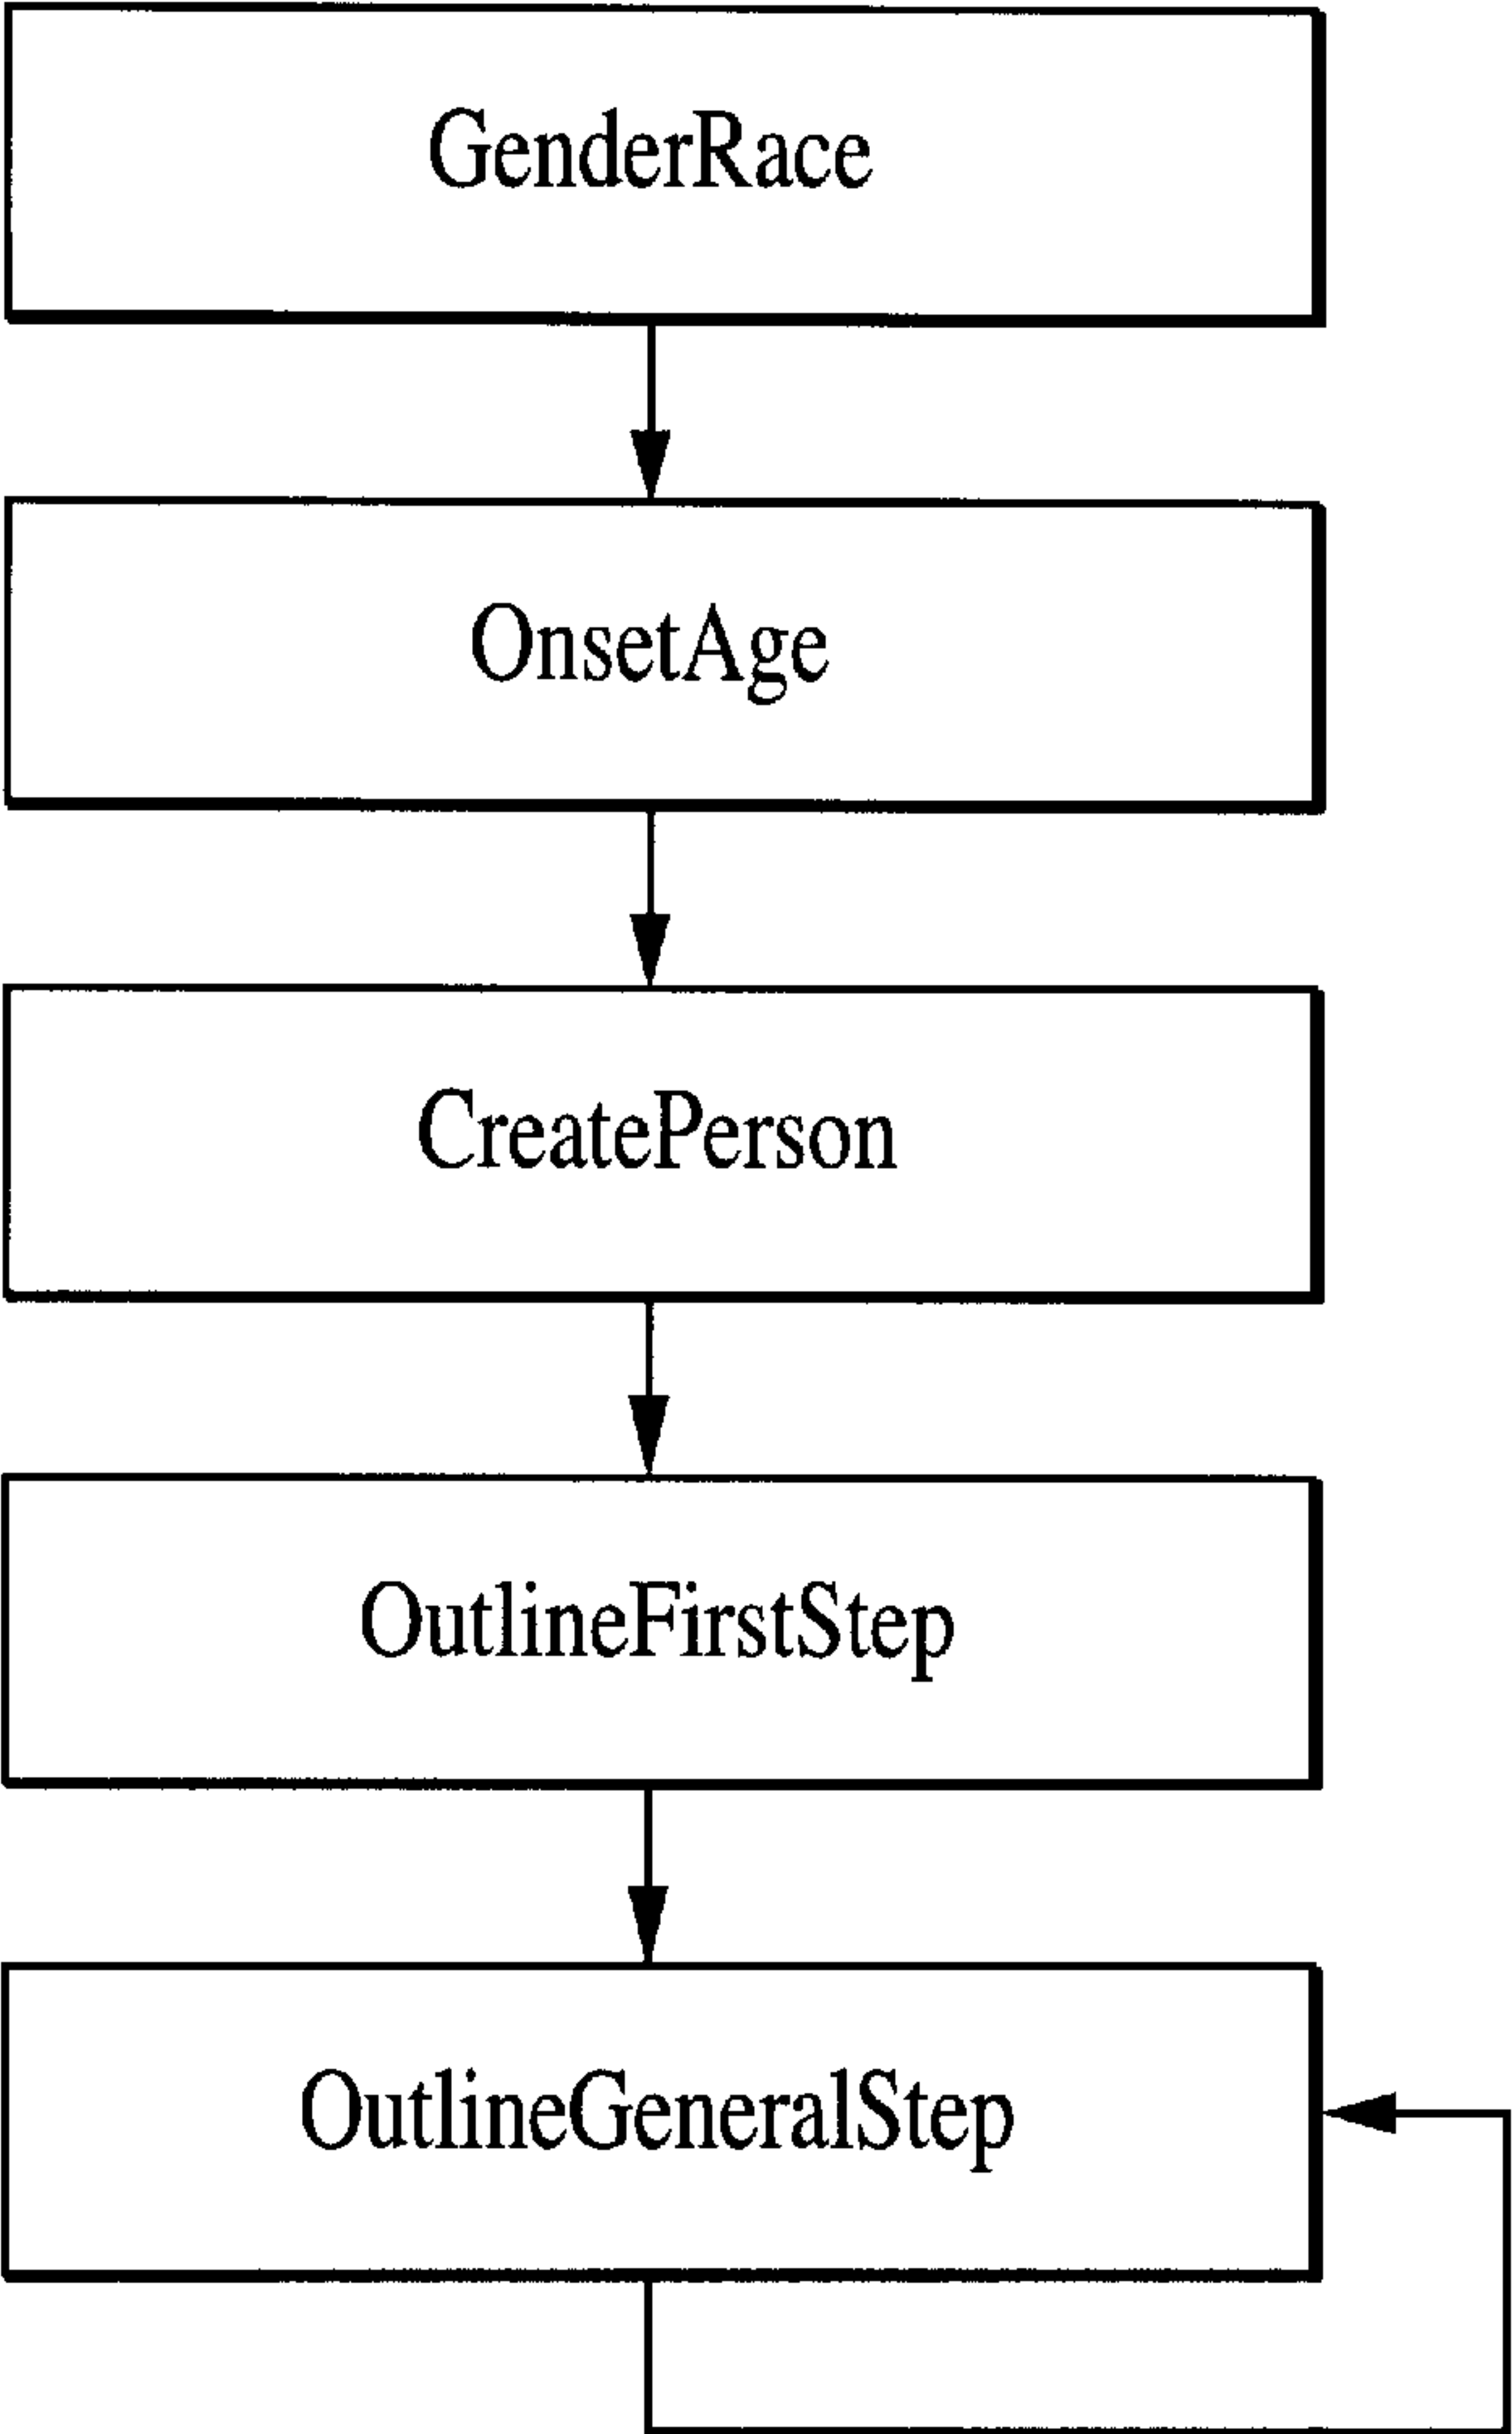 GenderRace
OnsetAge
CreatePerson
OutlineFirstStep
OutlineGeneralStep